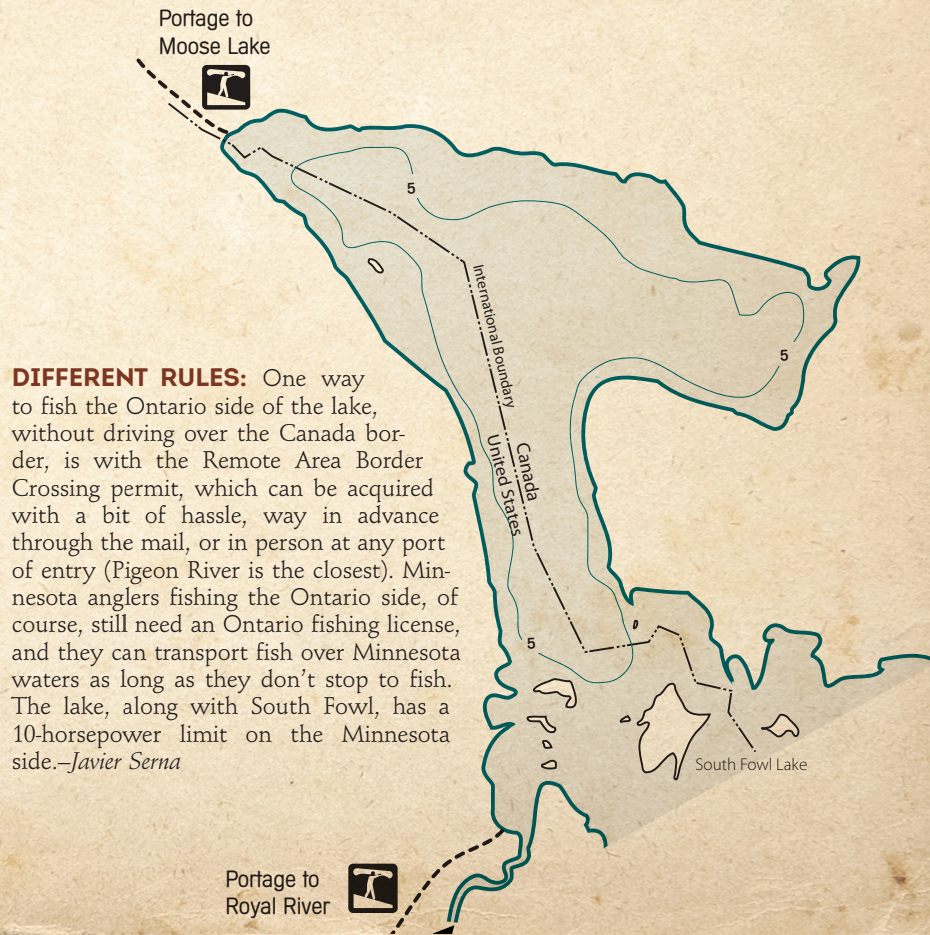 Portage to
Moose Lake
5
5
International Boundary
Canada
United States
DIFFERENT RULES: One way
to fish the Ontario side of the lake,
without driving over the Canada bor-
der, is with the Remote Area Border
Crossing permit, which can be acquired
with a bit of hassle, way in advance
through the mail, or in person at any port
of entry (Pigeon River is the closest). Min-
nesota anglers fishing the Ontario side, of
course, still need an Ontario fishing license,
and they can transport fish over Minnesota
waters as long as they don't stop to fish.
The lake, along with South Fowl, has a
10-horsepower limit on the Minnesota
side.–Javier Serna
5
South Fowl Lake
Portage to
Royal River